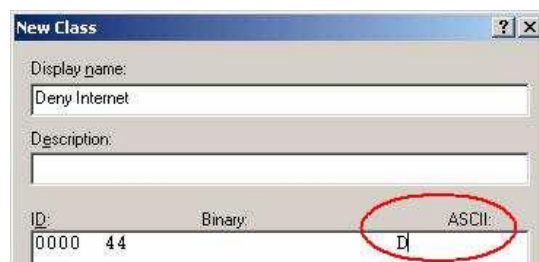 New Class
Display name:
Deny Internet
Description:
ID: Binary: ASCII:
0000 44 D